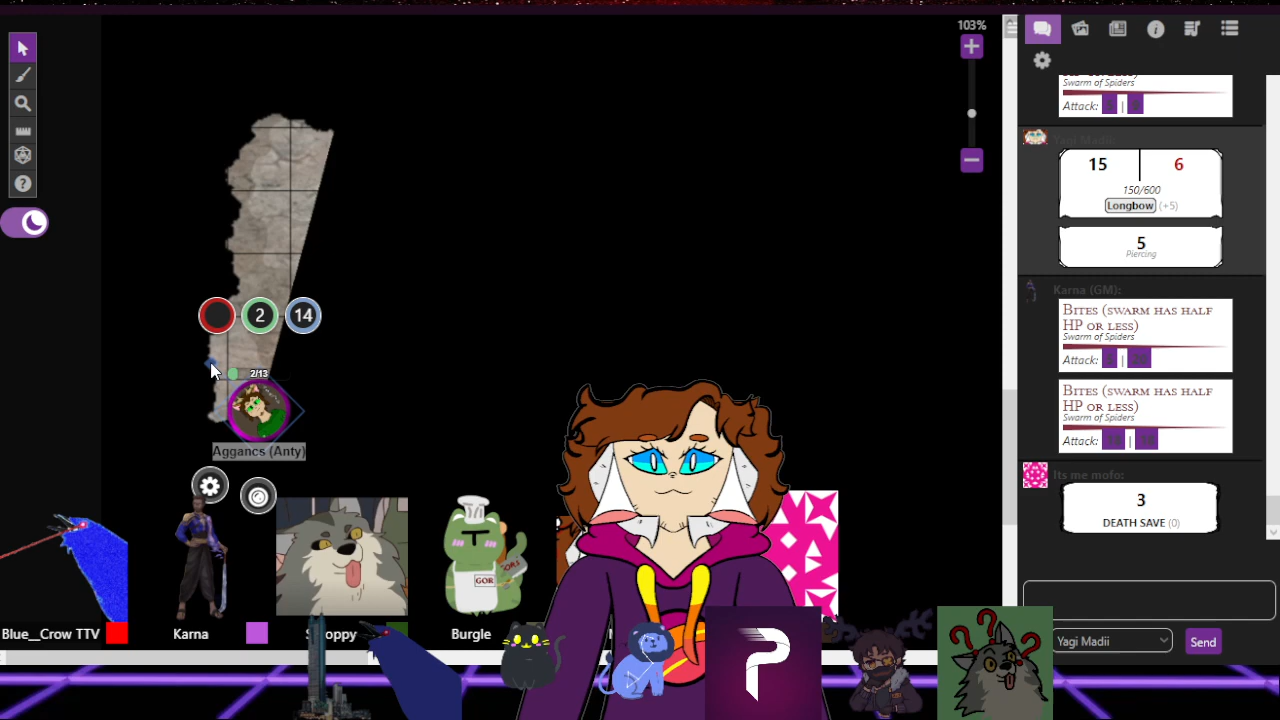 103%
Swarm of Spiders
Attack: |
Yagi Madii:
15 6
150/600
Longbow (+5)
5
Piercing
Karna (GM):
Bites (swarm has half
HP or less)
Swarm of Spiders
Attack: |
Bites (swarm has half
HP or less)
Swarm of Spiders
Attack: |
Its me mofo:
3
DEATH SAVE (0)
2 14
2/13
Aggancs (Anty)
GOR
Blue__Crow TTV
Karna
Burgle
Yagi Madii
Send
P
? ? ?